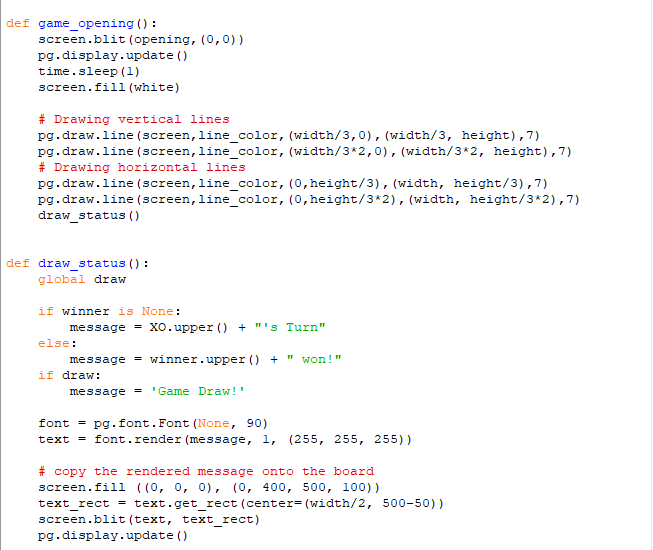 def game_opening():
    screen.blit(opening,(0,0))
    pg.display.update()
    time.sleep(1)
    screen.fill(white)

    # Drawing vertical lines
    pg.draw.line(screen,line_color,(width/3,0),(width/3, height),7)
    pg.draw.line(screen,line_color,(width/3*2,0),(width/3*2, height),7)
    # Drawing horizontal lines
    pg.draw.line(screen,line_color,(0,height/3),(width, height/3),7)
    pg.draw.line(screen,line_color,(0,height/3*2),(width, height/3*2),7)
    draw_status()


def draw_status():
    global draw

    if winner is None:
        message = XO.upper() + "'s Turn"
    else:
        message = winner.upper() + " won!"
    if draw:
        message = 'Game Draw!'

    font = pg.font.Font(None, 90)
    text = font.render(message, 1, (255, 255, 255))

    # copy the rendered message onto the board
    screen.fill ((0, 0, 0), (0, 400, 500, 100))
    text_rect = text.get_rect(center=(width/2, 500-50))
    screen.blit(text, text_rect)
    pg.display.update()